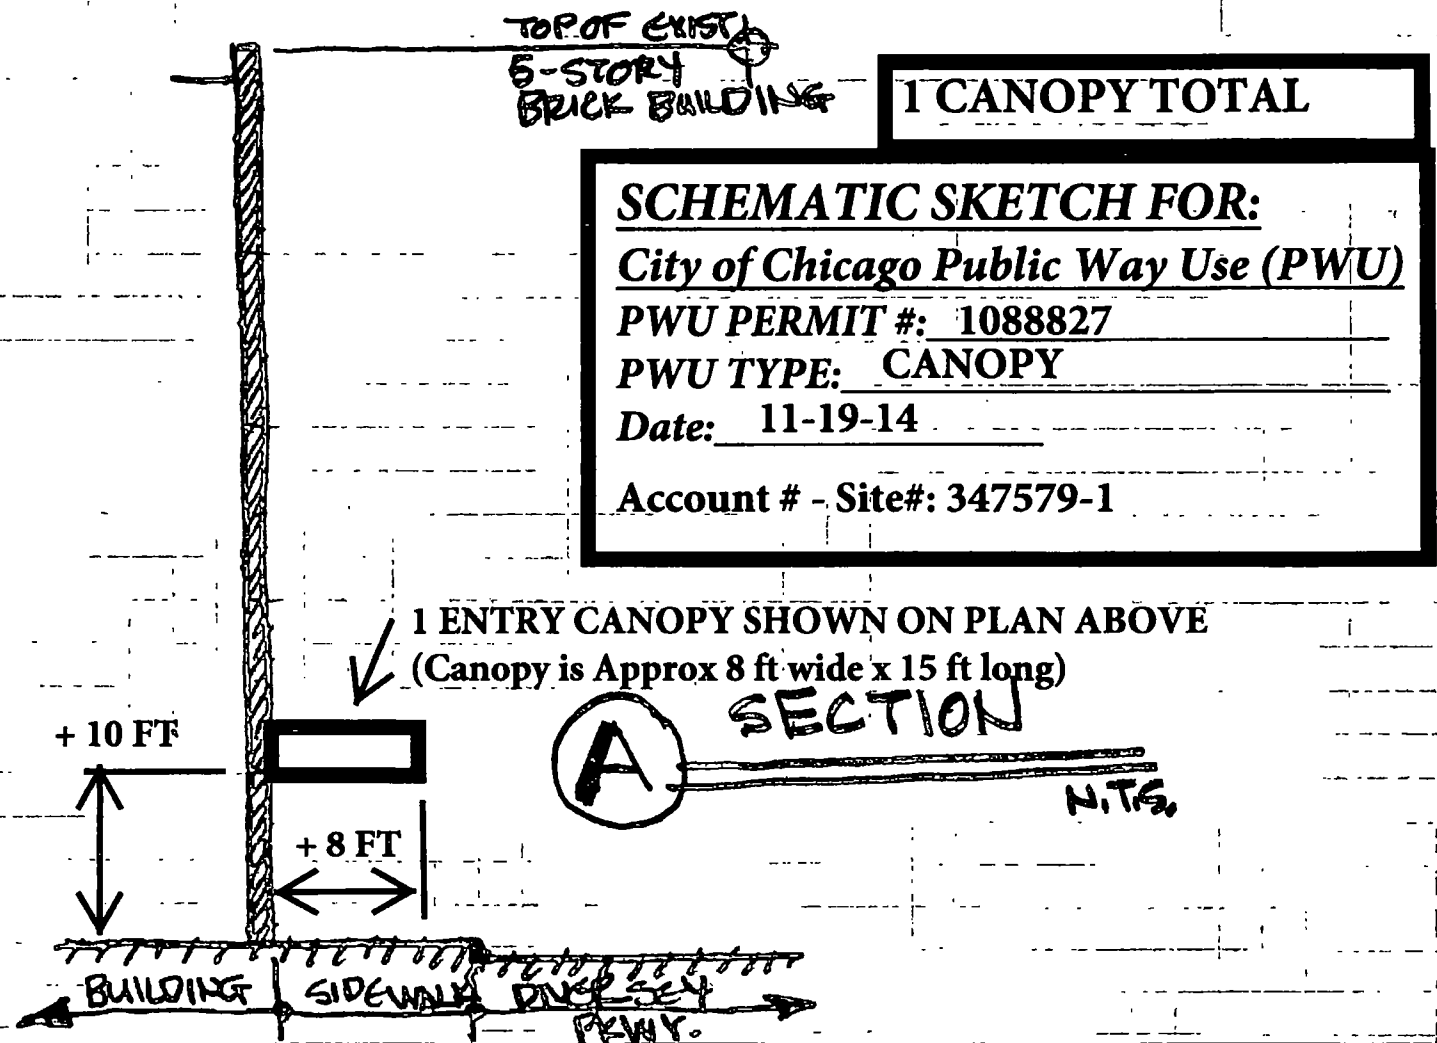 TOP OF EXIST.
5-STORY
BRICK BUILDING
1 CANOPY TOTAL
SCHEMATIC SKETCH FOR:
City of Chicago Public Way Use (PWU)
PWU PERMIT #: 1088827
PWU TYPE: CANOPY
Date: 11-19-14
Account # - Site#: 347579-1
1 ENTRY CANOPY SHOWN ON PLAN ABOVE
(Canopy is Approx 8 ft wide x 15 ft long)
+ 10 FT
A SECTION
N.T.S.
+ 8 FT
BUILDING SIDEWALK DIVERSEY
PKWY.